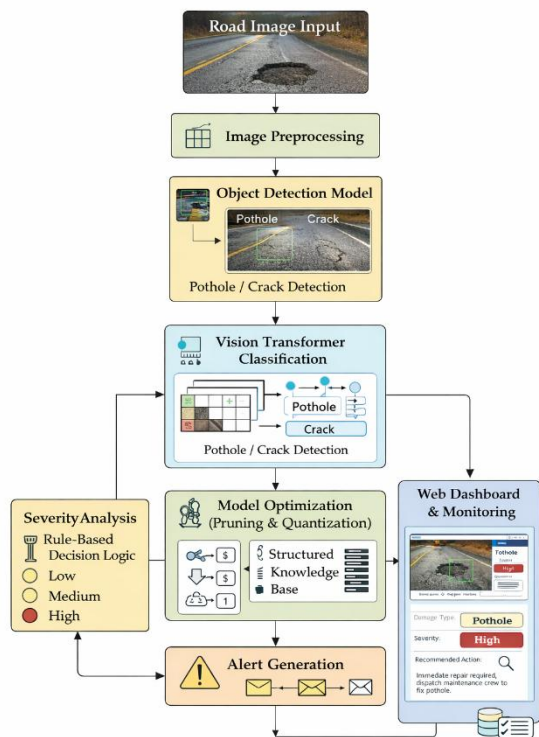 Road Image Input
Image Preprocessing
Object Detection Model
Pothole
Crack
Pothole / Crack Detection
Vision Transformer
Classification
Pothole
Crack
Pothole / Crack Detection
Severity Analysis
Rule-Based
Decision Logic
Low
Medium
High
Model Optimization
(Pruning & Quantization)
$
$
1
Structured
Knowledge
Base
Web Dashboard
& Monitoring
Pothole
High
Damage Type:
Pothole
Severity:
High
Recommended Action:
Immediate repair required,
dispatch maintenance crew to
fix pothole.
Alert Generation